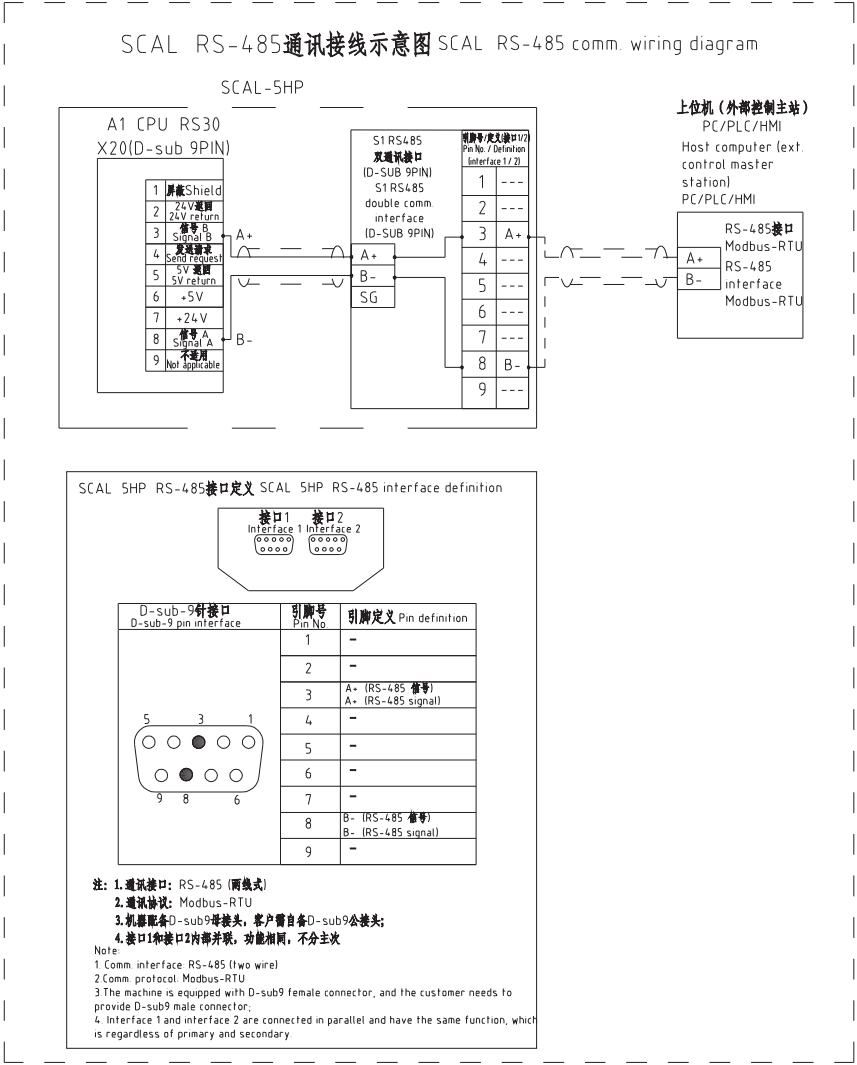 SCAL RS-485通讯接线示意图 SCAL RS-485 comm. wiring diagram
SCAL-5HP
A1 CPU RS30
X20(D-sub 9PIN)
1 屏蔽Shield
2 24V返回
24V return
3 信号 B
Signal B
4 发送请求
Send request
5 5V 返回
5V return
6 +5V
7 +24V
8 信号 A
Signal A
9 不适用
Not applicable
A+
B-
S1 RS485
双通讯接口
(D-SUB 9PIN)
S1 RS485
double comm.
interface
(D-SUB 9PIN)
A+
B-
SG
引脚号/定义(接口1/2)
Pin No. / Definition
(interface 1 / 2)
1 ---
2 ---
3 A+
4 ---
5 ---
6 ---
7 ---
8 B-
9 ---
上位机（外部控制主站）
PC/PLC/HMI
Host computer (ext.
control master
station)
PC/PLC/HMI
A+
B-
RS-485接口
Modbus-RTU
RS-485
interface
Modbus-RTU
SCAL 5HP RS-485接口定义 SCAL 5HP RS-485 interface definition
接口1 接口2
Interface 1 Interface 2
D-sub-9针接口
D-sub-9 pin interface
引脚号
Pin No
引脚定义 Pin definition
1 -
2 -
3 A+ (RS-485 信号)
A+ (RS-485 signal)
4 -
5 -
6 -
7 -
8 B- (RS-485 信号)
B- (RS-485 signal)
9 -
5 3 1
9 8 6
注: 1.通讯接口: RS-485 (两线式)
2.通讯协议: Modbus-RTU
3.机器配备D-sub9母接头，客户需自备D-sub9公接头;
4.接口1和接口2内部并联，功能相同，不分主次
Note:
1. Comm. interface: RS-485 (two wire)
2.Comm. protocol: Modbus-RTU
3.The machine is equipped with D-sub9 female connector, and the customer needs to
provide D-sub9 male connector;
4. Interface 1 and interface 2 are connected in parallel and have the same function, which
is regardless of primary and secondary.